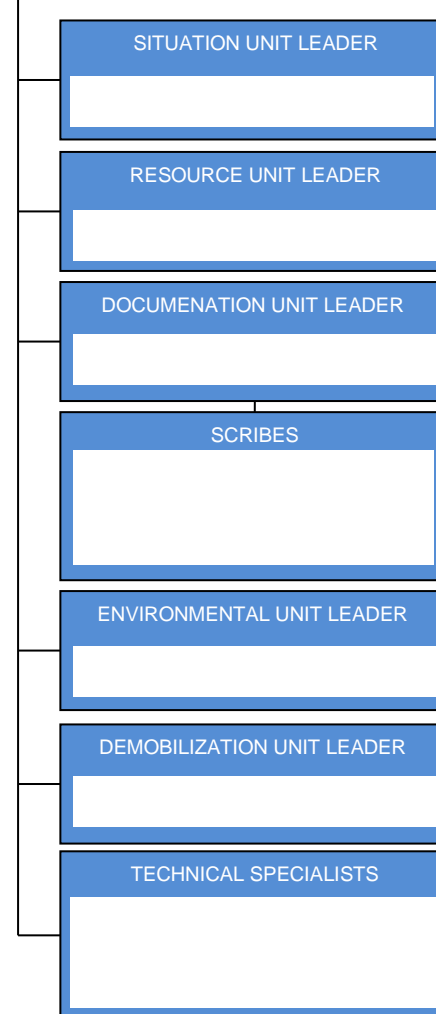 SITUATION UNIT LEADER
RESOURCE UNIT LEADER
DOCUMENATION UNIT LEADER
SCRIBES
ENVIRONMENTAL UNIT LEADER
DEMOBILIZATION UNIT LEADER
TECHNICAL SPECIALISTS